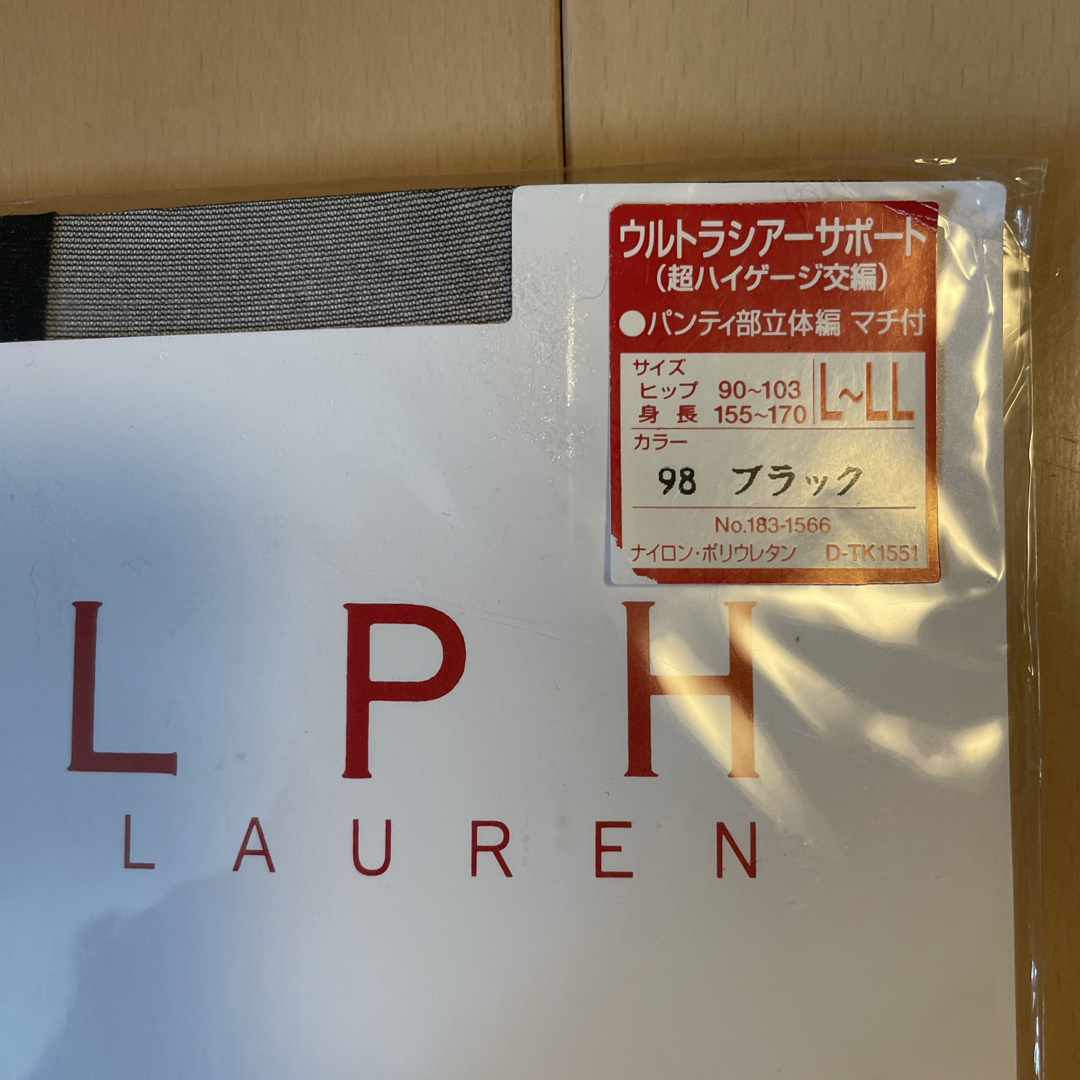 ウルトラシアーサポート
(超ハイゲージ交編)
●パンティ部立体編 マチ付
サイズ
ヒップ 90~103
身長 155~170
L~LL
カラー
98 ブラック
No.183-1566
ナイロン・ポリウレタン D-TK1551
LPH
LAUREN